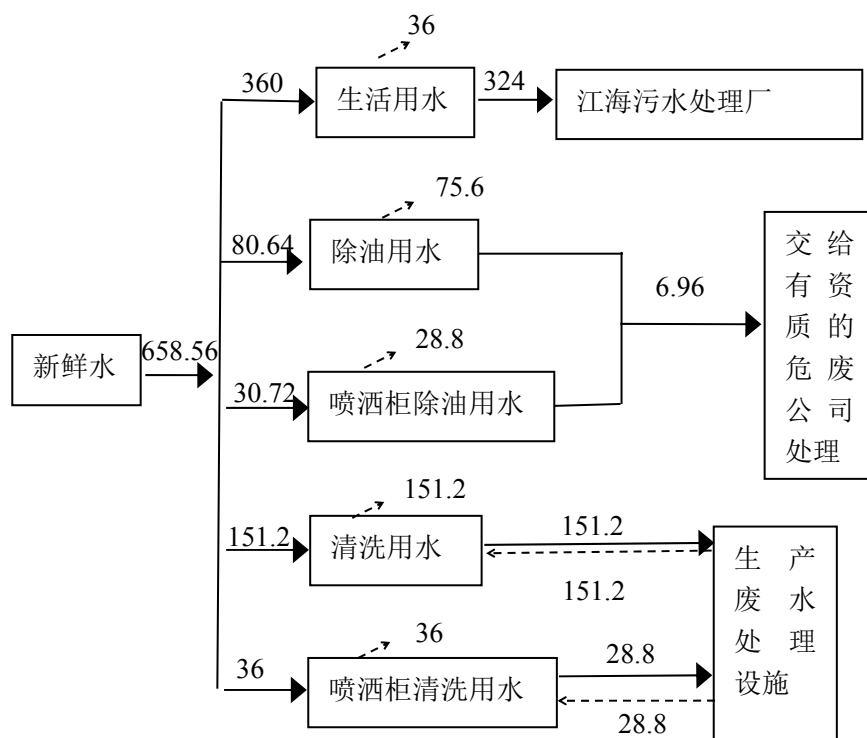 36
360
生活用水
324
江海污水处理厂
75.6
80.64
除油用水
6.96
交给
有资
质的
危废
公司
处理
新鲜水
658.56
28.8
30.72
喷洒柜除油用水
151.2
151.2
清洗用水
151.2
151.2
生产
废水
处理
设施
36
36
喷洒柜清洗用水
28.8
28.8